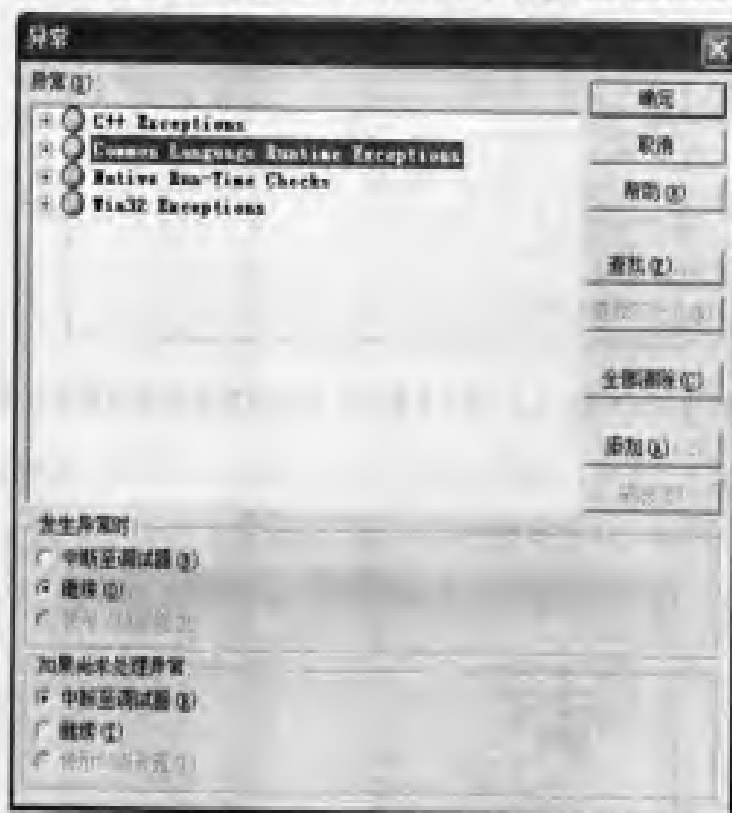 异常
异常(X):
C++ Exceptions
Common Language Runtime Exceptions
Native Run-Time Checks
Win32 Exceptions
确定
取消
帮助(H)
查找(F)...
全部清除(C)
添加(A)...
发生异常时
中断至调试器(B)
继续(O)
如果尚未处理异常
中断至调试器(R)
继续(T)